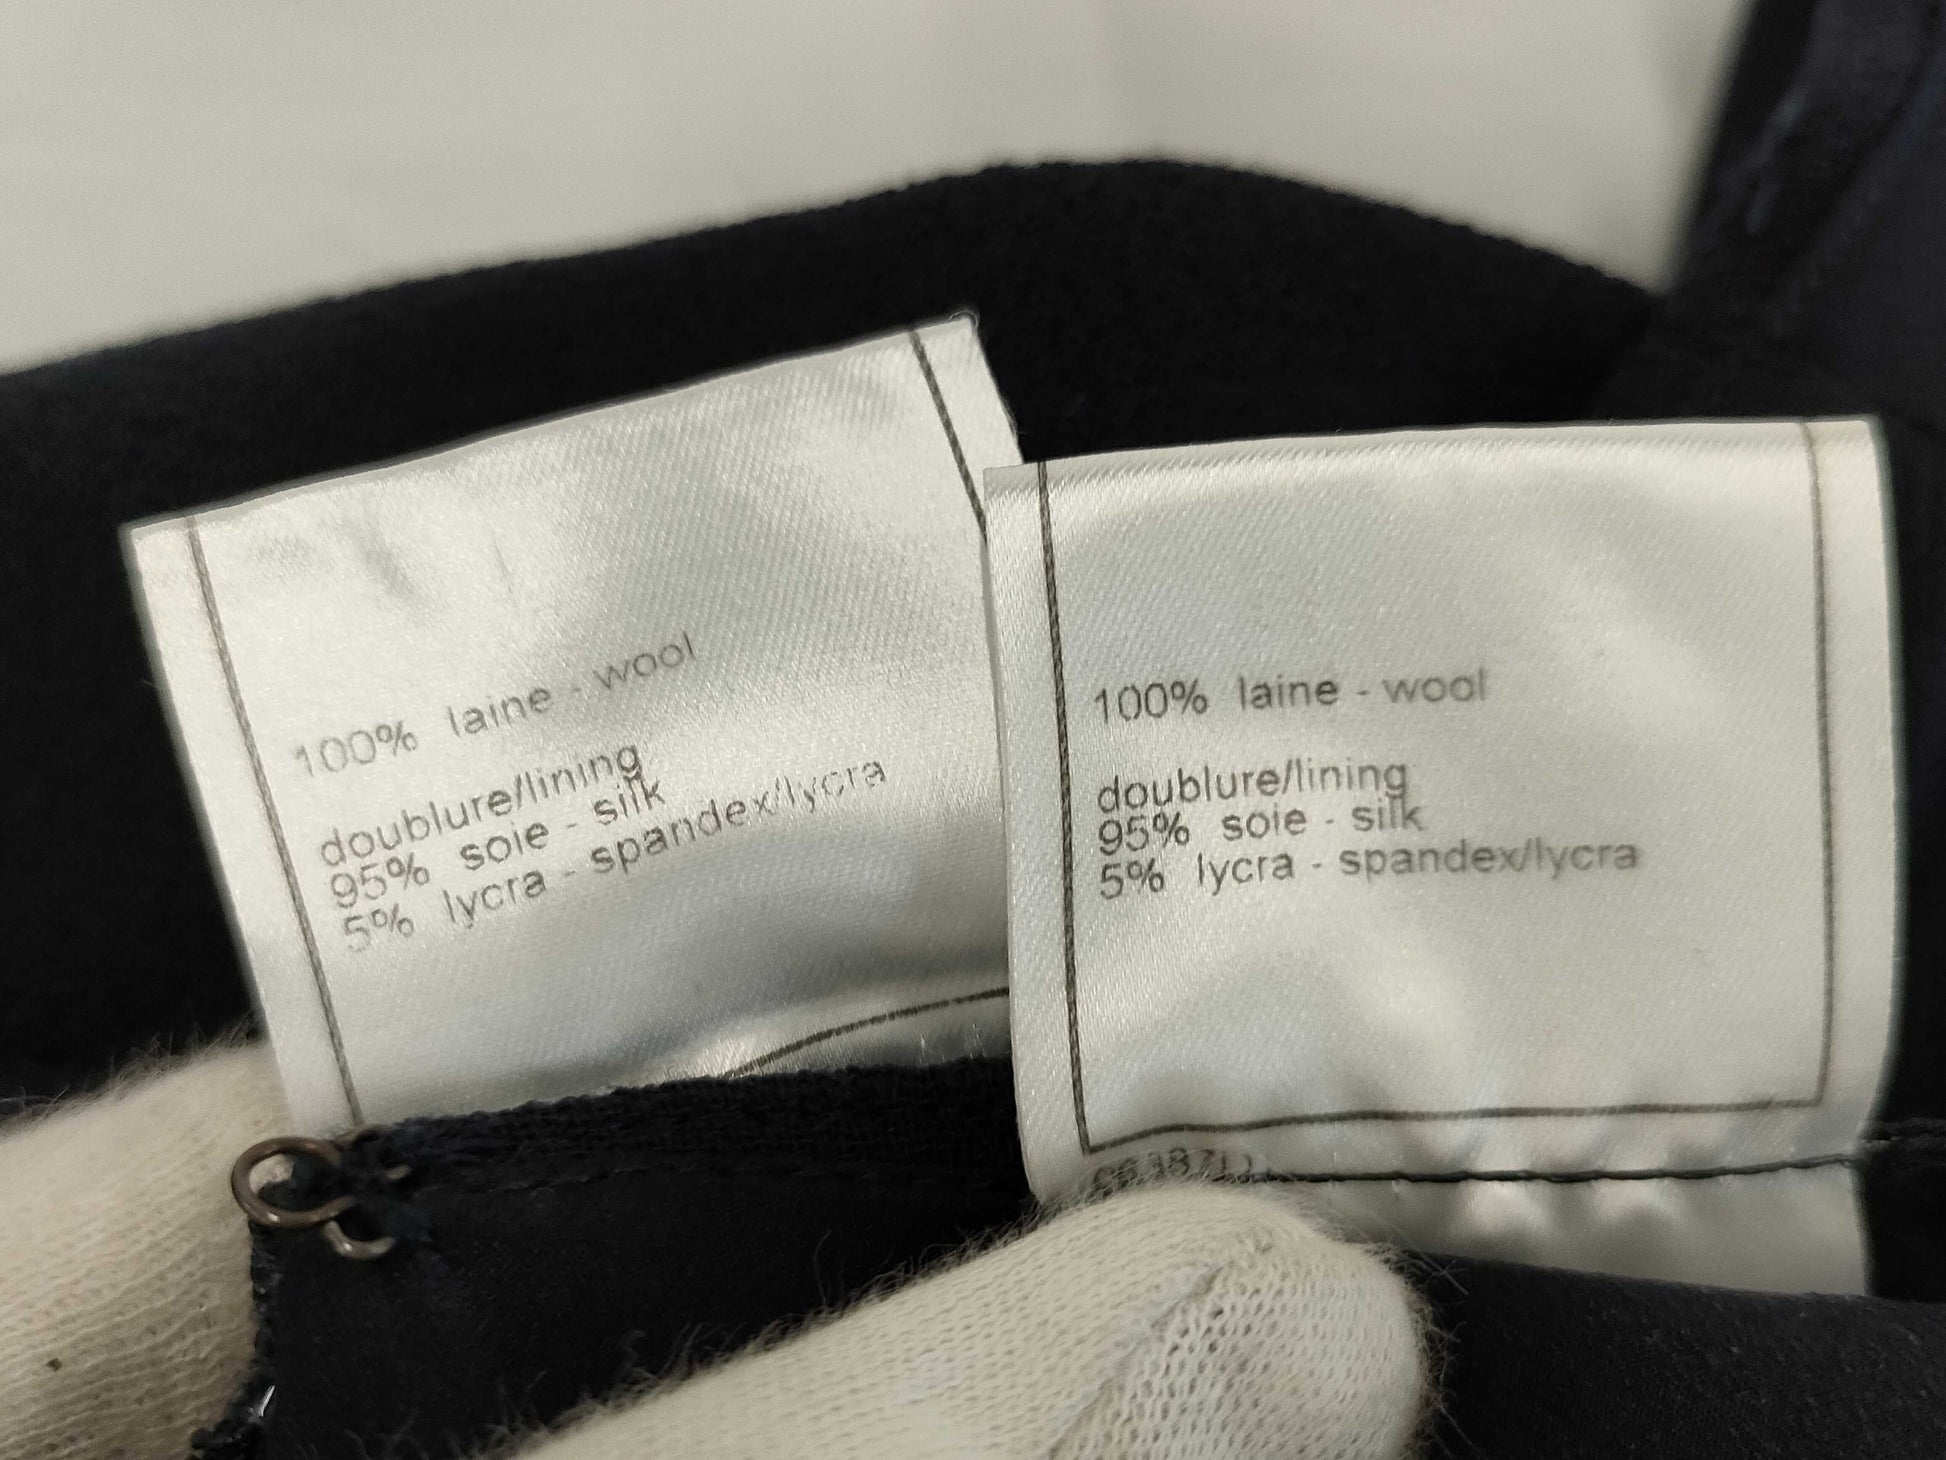 100% laine - wool
doublure/lining
95% soie - silk
5% lycra - spandex/lycra
100% laine - wool
doublure/lining
95% soie - silk
5% lycra - spandex/lycra